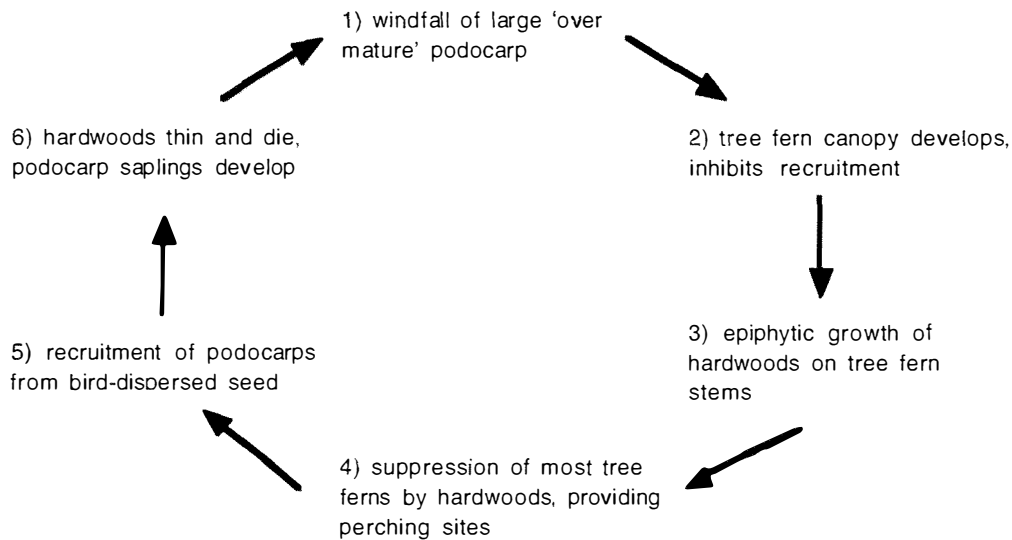 1) windfall of large 'over
mature' podocarp
2) tree fern canopy develops,
inhibits recruitment
3) epiphytic growth of
hardwoods on tree fern
stems
4) suppression of most tree
ferns by hardwoods, providing
perching sites
5) recruitment of podocarps
from bird-dispersed seed
6) hardwoods thin and die,
podocarp saplings develop